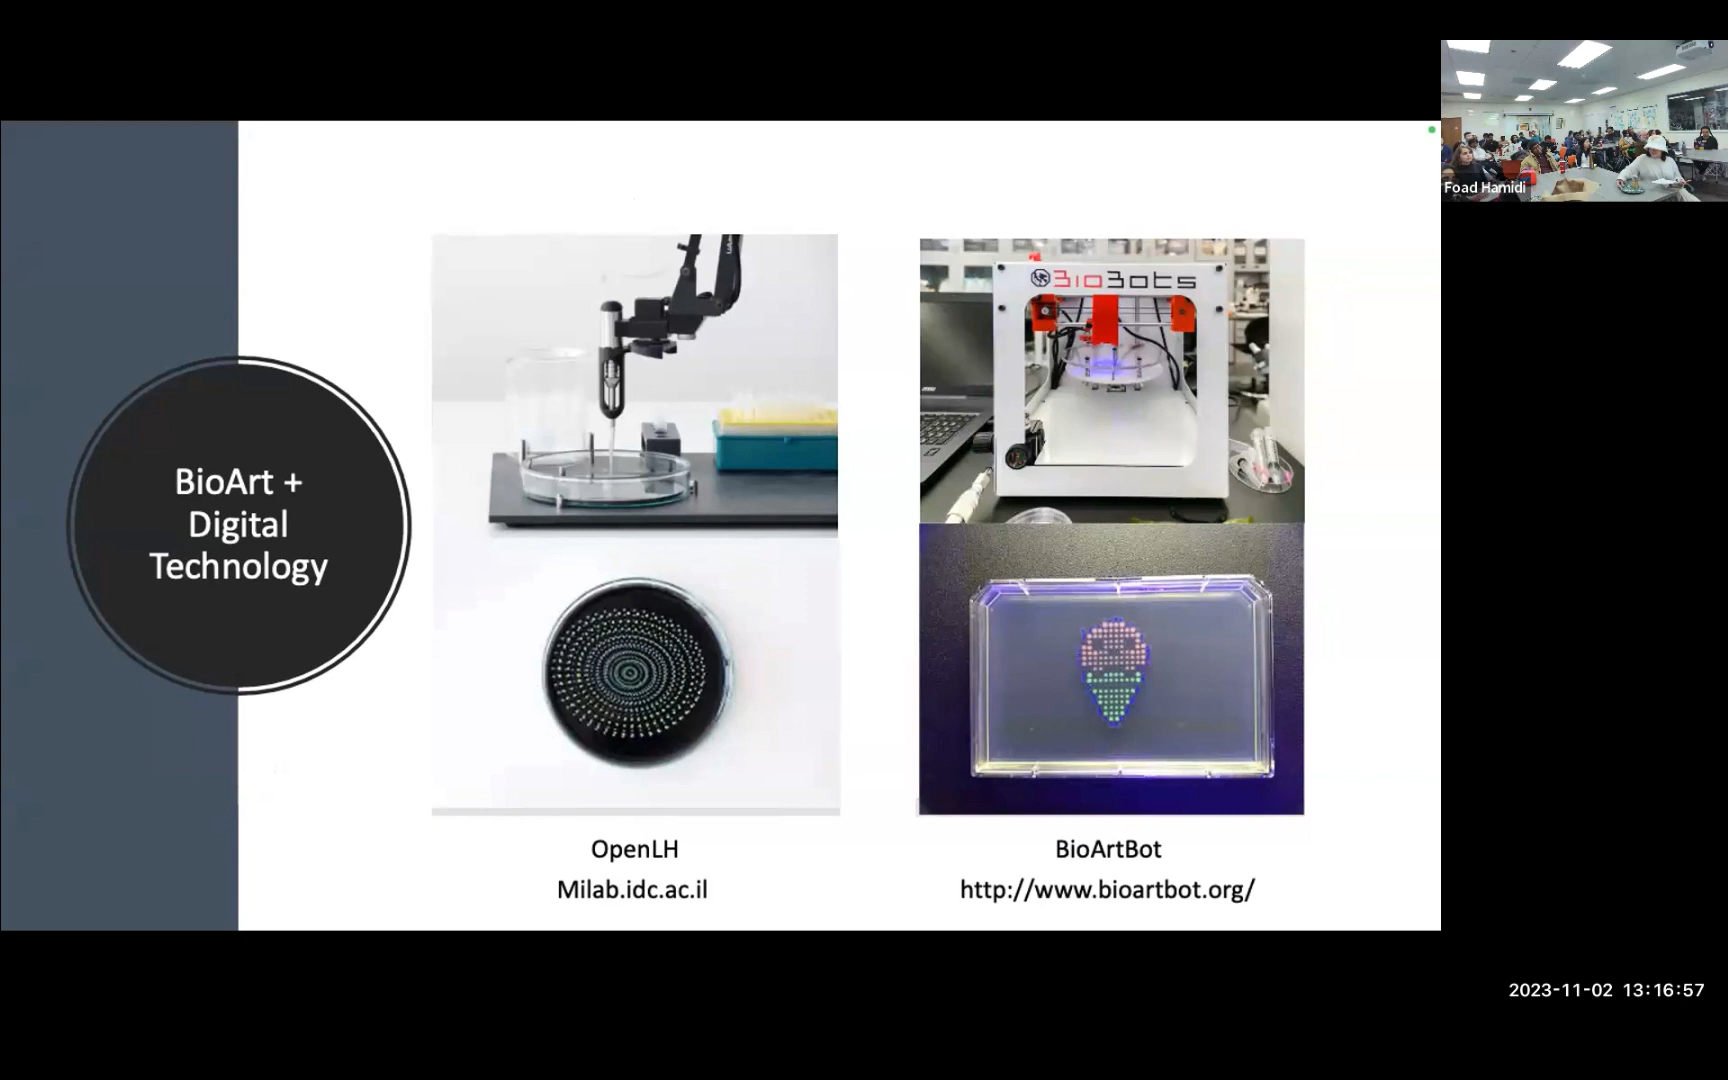 Foad Hamidi
BioArt +
Digital
Technology
BioBots
OpenLH
Milab.idc.ac.il
BioArtBot
http://www.bioartbot.org/
2023-11-02 13:16:57